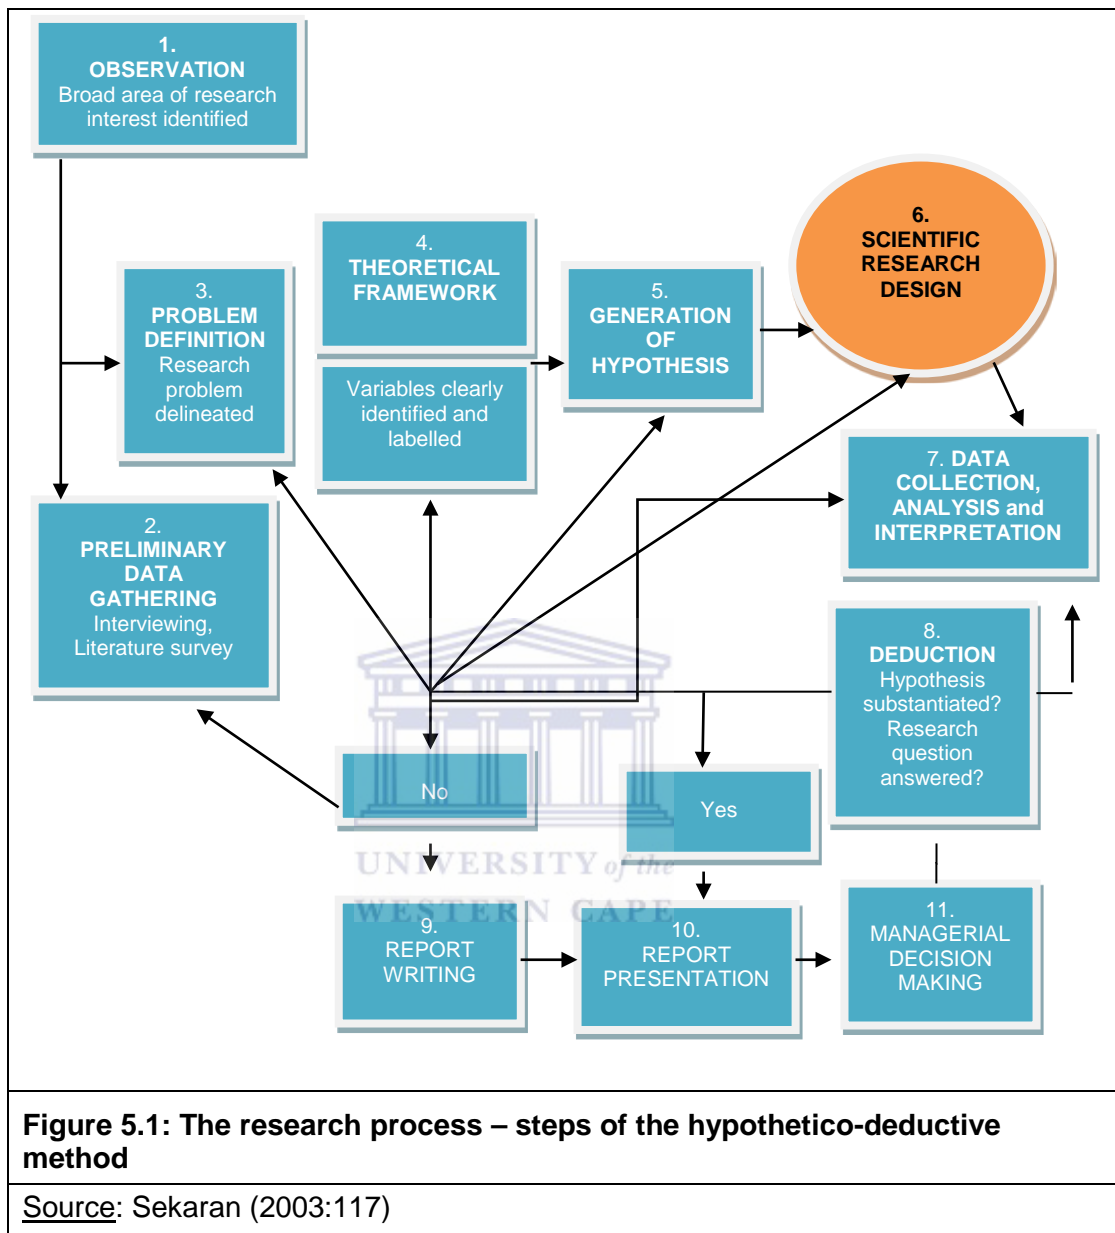 1.
OBSERVATION
Broad area of research
interest identified
6.
SCIENTIFIC
RESEARCH
DESIGN
4.
THEORETICAL
FRAMEWORK
3.
PROBLEM
DEFINITION
Research
problem
delineated
5.
GENERATION
OF
HYPOTHESIS
Variables clearly
identified and
labelled
7. DATA
COLLECTION,
ANALYSIS and
INTERPRETATION
2.
PRELIMINARY
DATA
GATHERING
Interviewing,
Literature survey
8.
DEDUCTION
Hypothesis
substantiated?
Research
question
answered?
No
Yes
UNIVERSITY of the
WESTERN CAPE
9.
REPORT
WRITING
10.
REPORT
PRESENTATION
11.
MANAGERIAL
DECISION
MAKING
Figure 5.1: The research process – steps of the hypothetico-deductive
method
Source: Sekaran (2003:117)